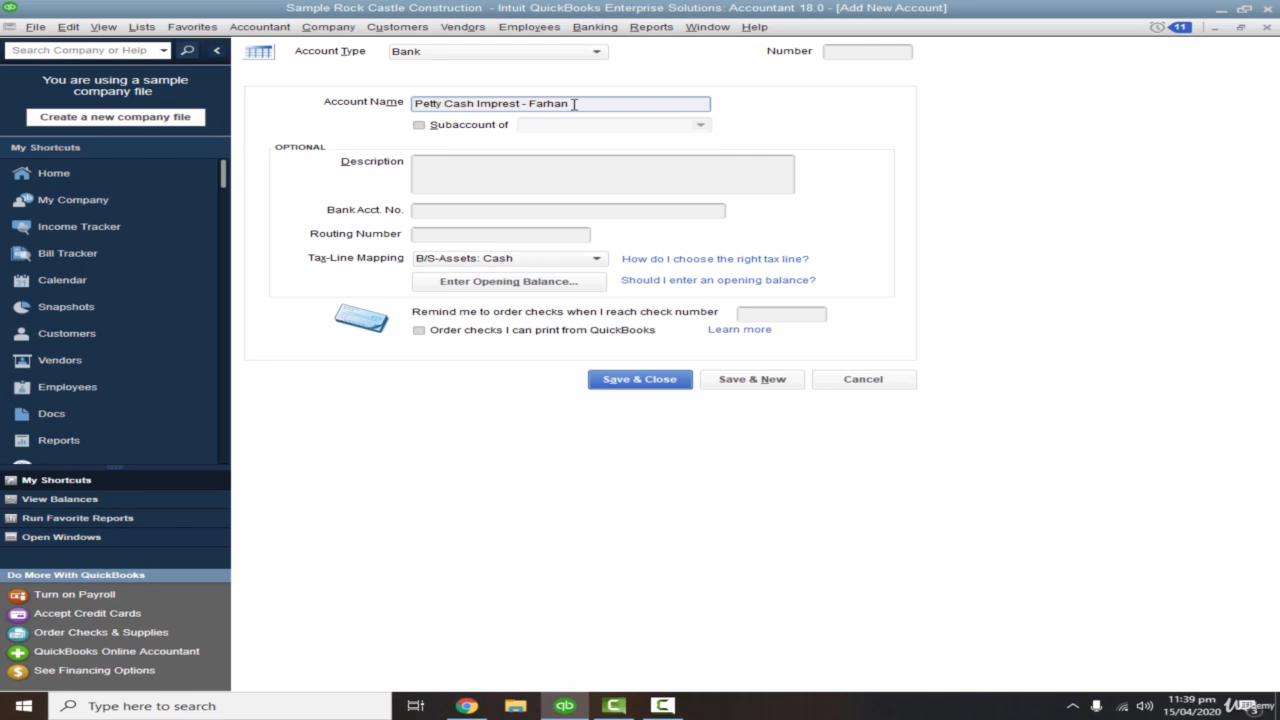 Sample Rock Castle Construction - Intuit QuickBooks Enterprise Solutions: Accountant 18.0 - [Add New Account]
File Edit View Lists Favorites Accountant Company Customers Vendors Employees Banking Reports Window Help 11
Search Company or Help
You are using a sample
company file
Create a new company file
My Shortcuts
Home
My Company
Income Tracker
Bill Tracker
Calendar
Snapshots
Customers
Vendors
Employees
Docs
Reports
My Shortcuts
View Balances
Run Favorite Reports
Open Windows
Do More With QuickBooks
Turn on Payroll
Accept Credit Cards
Order Checks & Supplies
QuickBooks Online Accountant
See Financing Options
Account Type Bank Number
Account Name Petty Cash Imprest - Farhan
Subaccount of
OPTIONAL
Description
Bank Acct. No.
Routing Number
Tax-Line Mapping B/S-Assets: Cash How do I choose the right tax line?
Enter Opening Balance... Should I enter an opening balance?
Remind me to order checks when I reach check number
Order checks I can print from QuickBooks Learn more
Save & Close Save & New Cancel
Type here to search
11:39 pm
15/04/2020